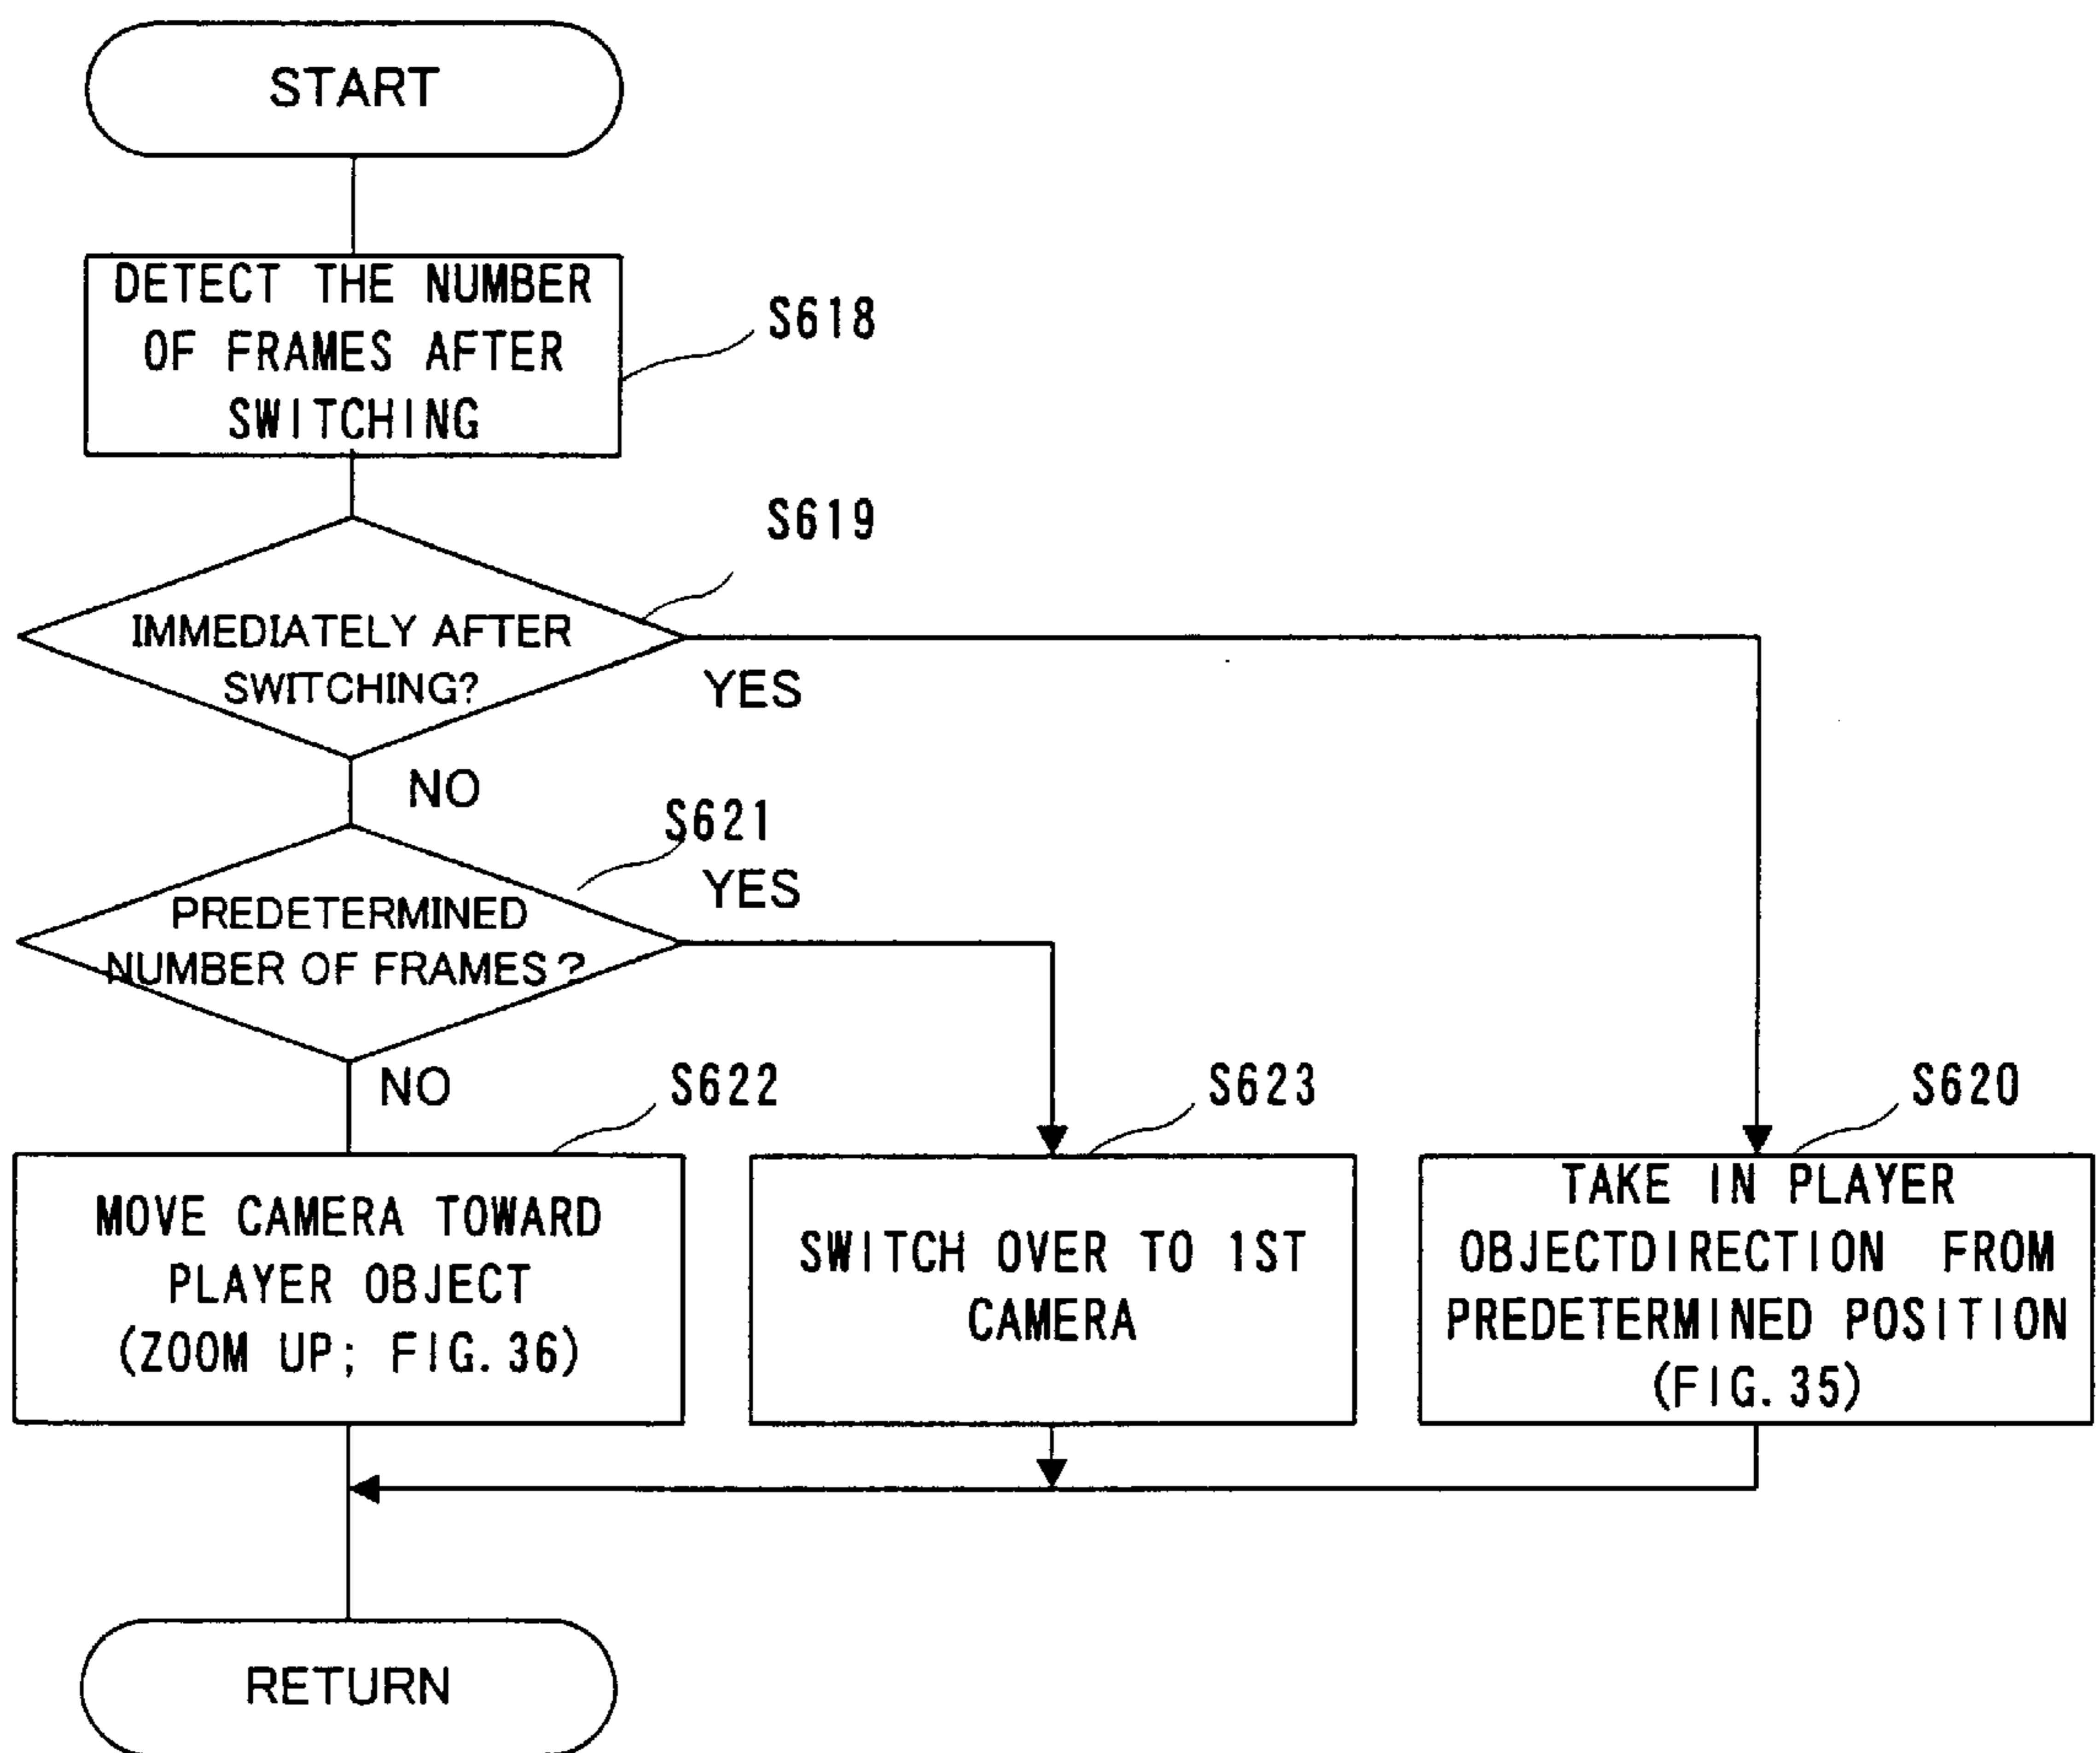 START
DETECT THE NUMBER
OF FRAMES AFTER
SWITCHING
S618
S619
IMMEDIATELY AFTER
SWITCHING?
YES
NO
S621
YES
PREDETERMINED
NUMBER OF FRAMES?
NO
S622
S623
S620
MOVE CAMERA TOWARD
PLAYER OBJECT
(ZOOM UP; FIG.36)
SWITCH OVER TO 1ST
CAMERA
TAKE IN PLAYER
OBJECTDIRECTION FROM
PREDETERMINED POSITION
(FIG.35)
RETURN